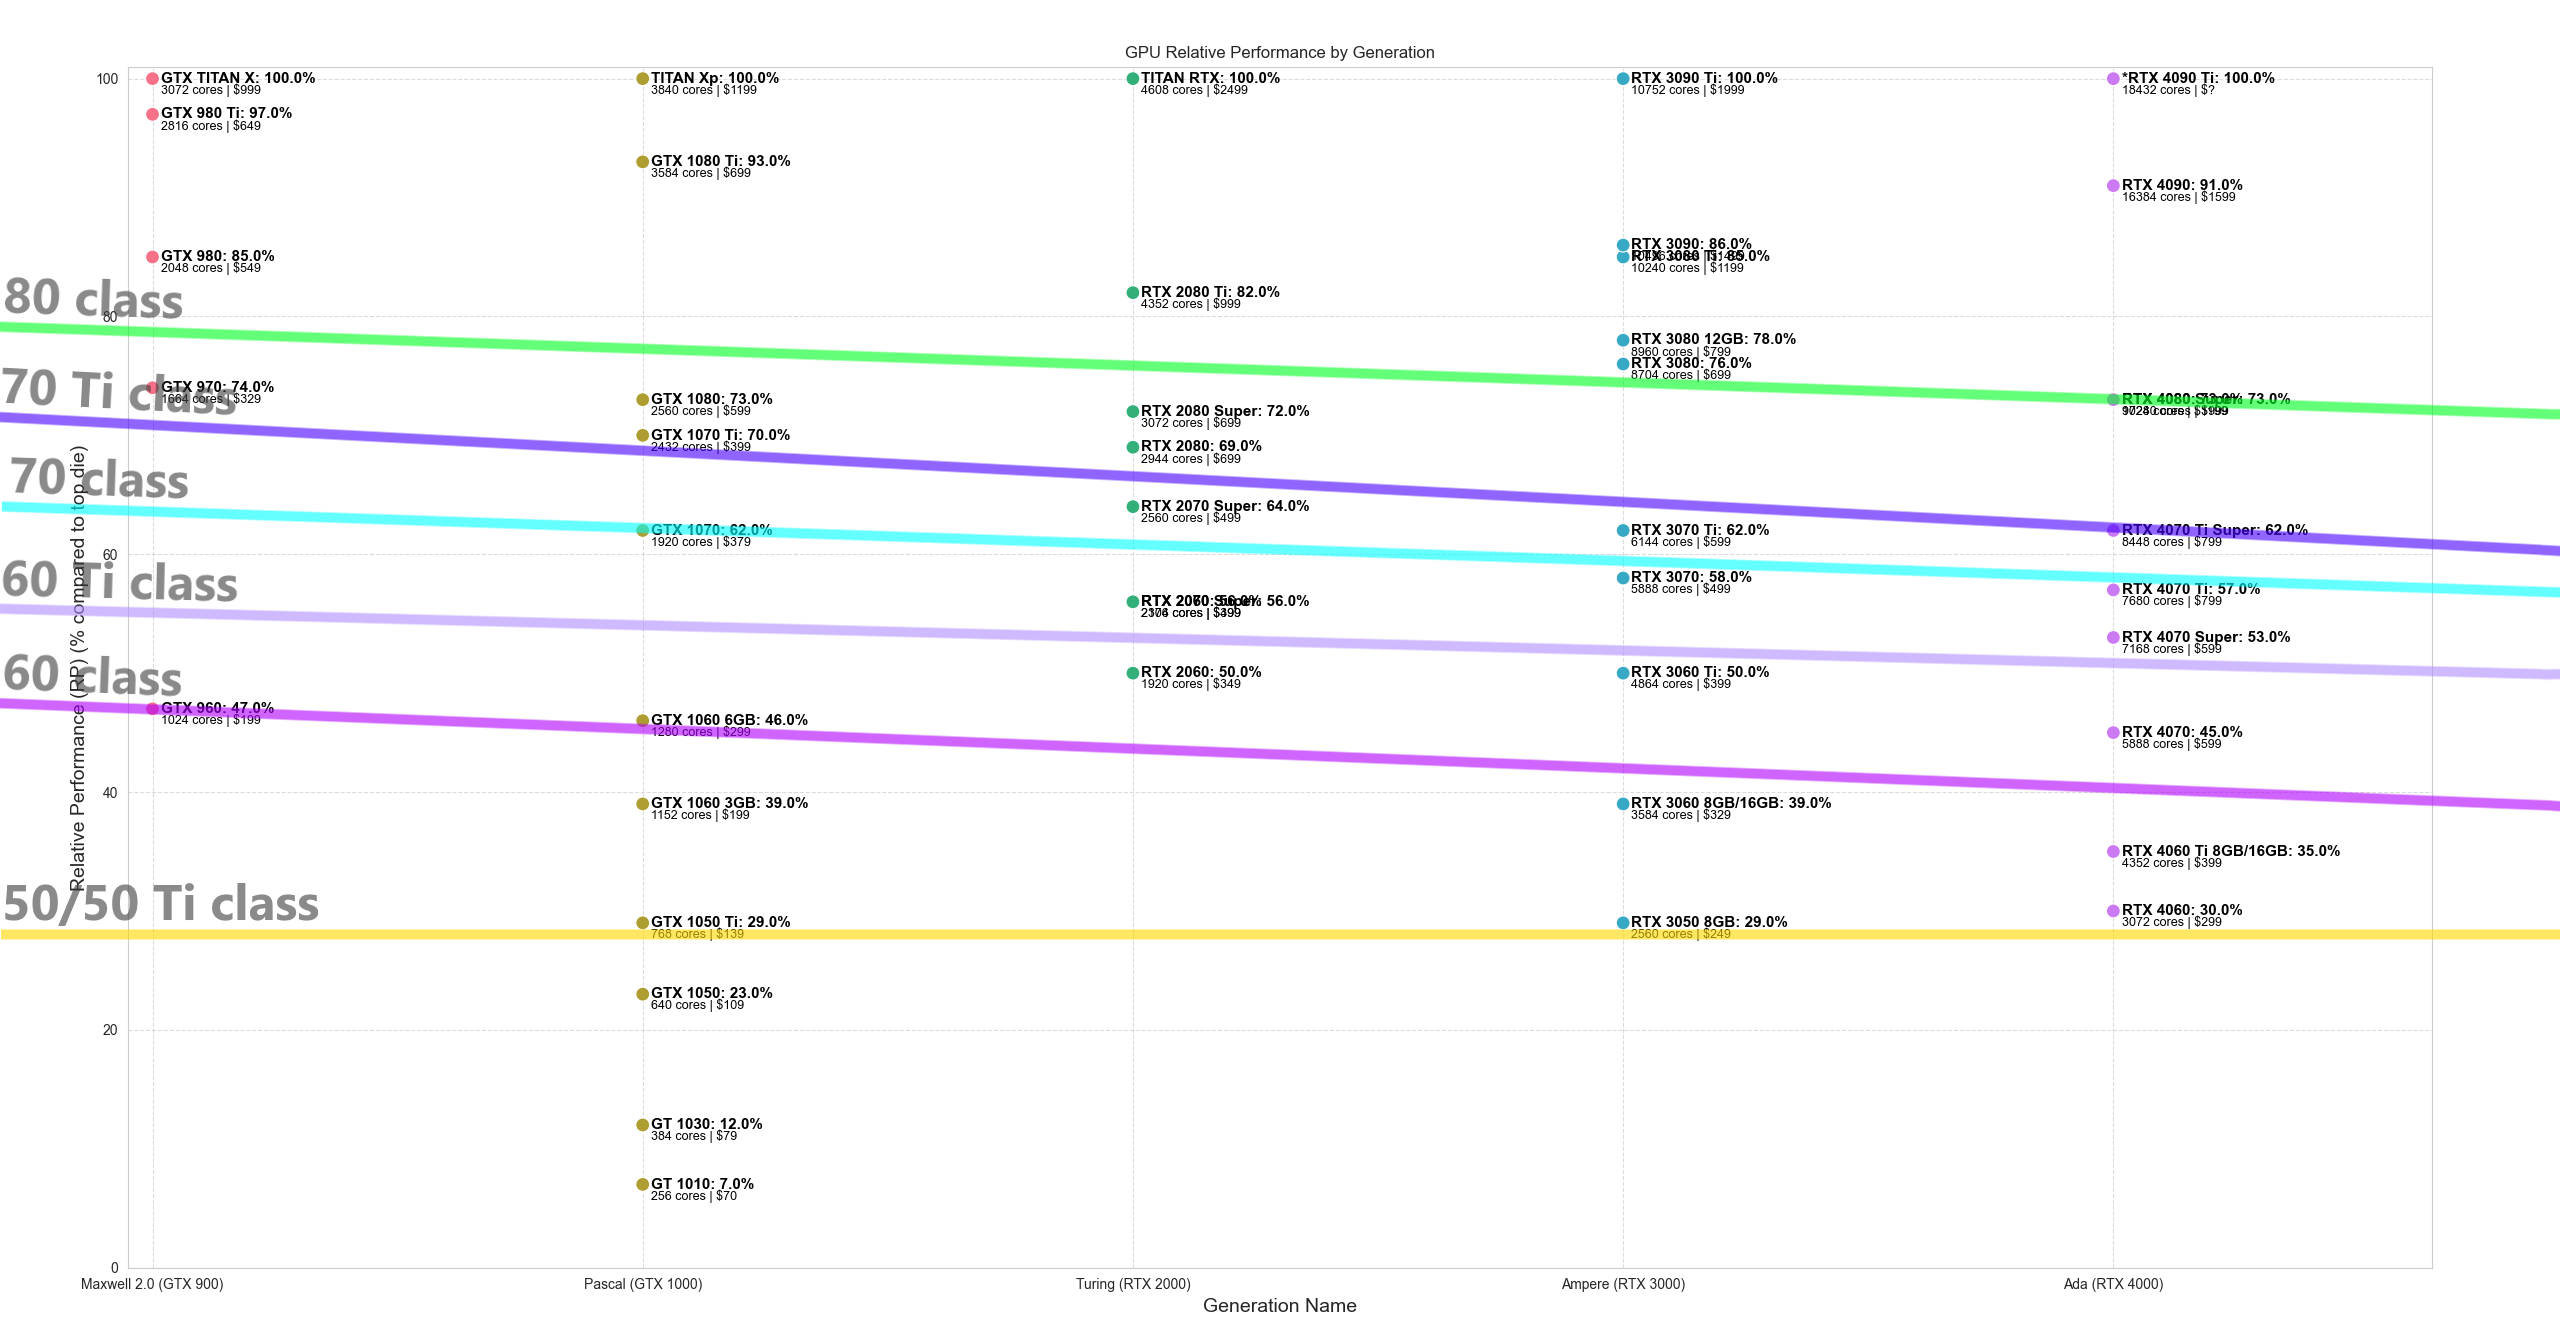 GPU Relative Performance by Generation
Relative Performance (RP) (% compared to top die)
100
80
60
40
20
0
80 class
70 Ti class
70 class
60 Ti class
60 class
50/50 Ti class
GTX TITAN X: 100.0%
3072 cores | $999
GTX 980 Ti: 97.0%
2816 cores | $649
GTX 980: 85.0%
2048 cores | $549
GTX 970: 74.0%
1664 cores | $329
GTX 960: 47.0%
1024 cores | $199
TITAN Xp: 100.0%
3840 cores | $1199
GTX 1080 Ti: 93.0%
3584 cores | $699
GTX 1080: 73.0%
2560 cores | $599
GTX 1070 Ti: 70.0%
2432 cores | $399
GTX 1070: 62.0%
1920 cores | $379
GTX 1060 6GB: 46.0%
1280 cores | $299
GTX 1060 3GB: 39.0%
1152 cores | $199
GTX 1050 Ti: 29.0%
768 cores | $139
GTX 1050: 23.0%
640 cores | $109
GT 1030: 12.0%
384 cores | $79
GT 1010: 7.0%
256 cores | $70
TITAN RTX: 100.0%
4608 cores | $2499
RTX 2080 Ti: 82.0%
4352 cores | $999
RTX 2080 Super: 72.0%
3072 cores | $699
RTX 2080: 69.0%
2944 cores | $699
RTX 2070 Super: 64.0%
2560 cores | $499
RTX 2060 Super: 56.0%
RTX 2060: 50.0%
1920 cores | $349
RTX 3090 Ti: 100.0%
10752 cores | $1999
RTX 3090: 86.0%
RTX 3080 Ti: 85.0%
10240 cores | $1199
RTX 3080 12GB: 78.0%
8960 cores | $799
RTX 3080: 76.0%
8704 cores | $699
RTX 3070 Ti: 62.0%
6144 cores | $599
RTX 3070: 58.0%
5888 cores | $499
RTX 3060 Ti: 50.0%
4864 cores | $399
RTX 3060 8GB/16GB: 39.0%
3584 cores | $329
RTX 3050 8GB: 29.0%
2560 cores | $249
*RTX 4090 Ti: 100.0%
18432 cores | $?
RTX 4090: 91.0%
16384 cores | $1599
RTX 4080 Super: 73.0%
RTX 4070 Ti Super: 62.0%
8448 cores | $799
RTX 4070 Ti: 57.0%
7680 cores | $799
RTX 4070 Super: 53.0%
7168 cores | $599
RTX 4070: 45.0%
5888 cores | $599
RTX 4060 Ti 8GB/16GB: 35.0%
4352 cores | $399
RTX 4060: 30.0%
3072 cores | $299
Maxwell 2.0 (GTX 900)
Pascal (GTX 1000)
Turing (RTX 2000)
Ampere (RTX 3000)
Ada (RTX 4000)
Generation Name